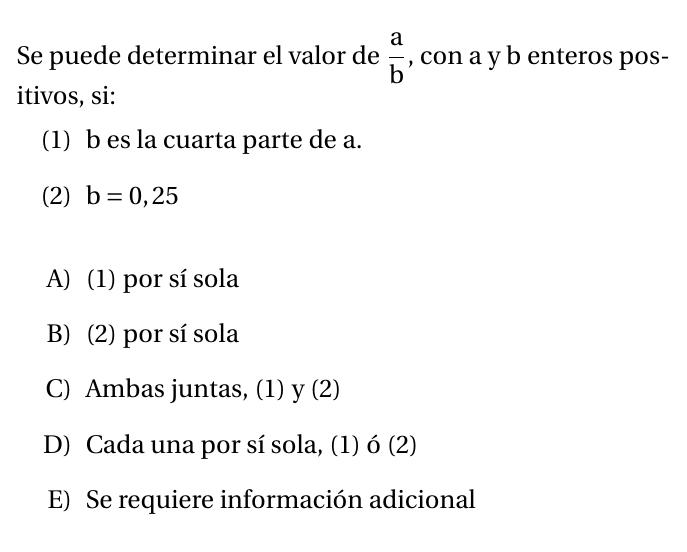 Se puede determinar el valor de a/b, con a y b enteros pos-
itivos, si:
(1) b es la cuarta parte de a.
(2) b = 0,25
A) (1) por sí sola
B) (2) por sí sola
C) Ambas juntas, (1) y (2)
D) Cada una por sí sola, (1) ó (2)
E) Se requiere información adicional